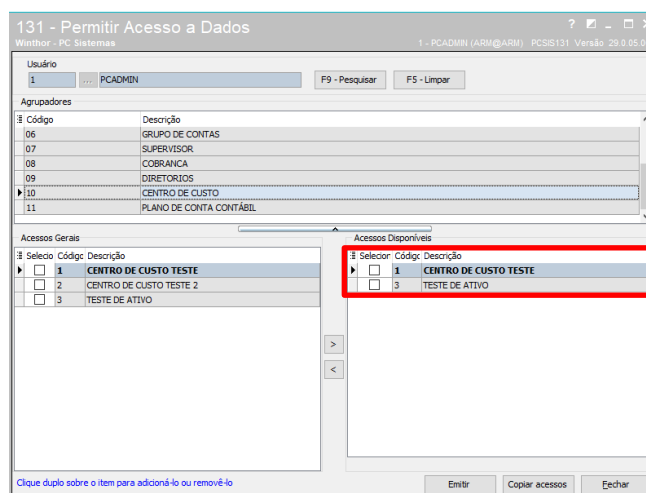 131 - Permitir Acesso a Dados
Winthor - PC Sistemas 1 - PCADMIN (ARM@ARM) PCSIS131 Versão 29.0.05.0
Usuário
1 ... PCADMIN F9 - Pesquisar F5 - Limpar
Agrupadores
Código Descrição
06 GRUPO DE CONTAS
07 SUPERVISOR
08 COBRANCA
09 DIRETORIOS
10 CENTRO DE CUSTO
11 PLANO DE CONTA CONTÁBIL
Acessos Gerais Acessos Disponíveis
Selecio Códigc Descrição Selecior Códigc Descrição
1 CENTRO DE CUSTO TESTE 1 CENTRO DE CUSTO TESTE
2 CENTRO DE CUSTO TESTE 2 3 TESTE DE ATIVO
3 TESTE DE ATIVO
>
<
Clique duplo sobre o item para adicioná-lo ou removê-lo Emitir Copiar acessos Fechar